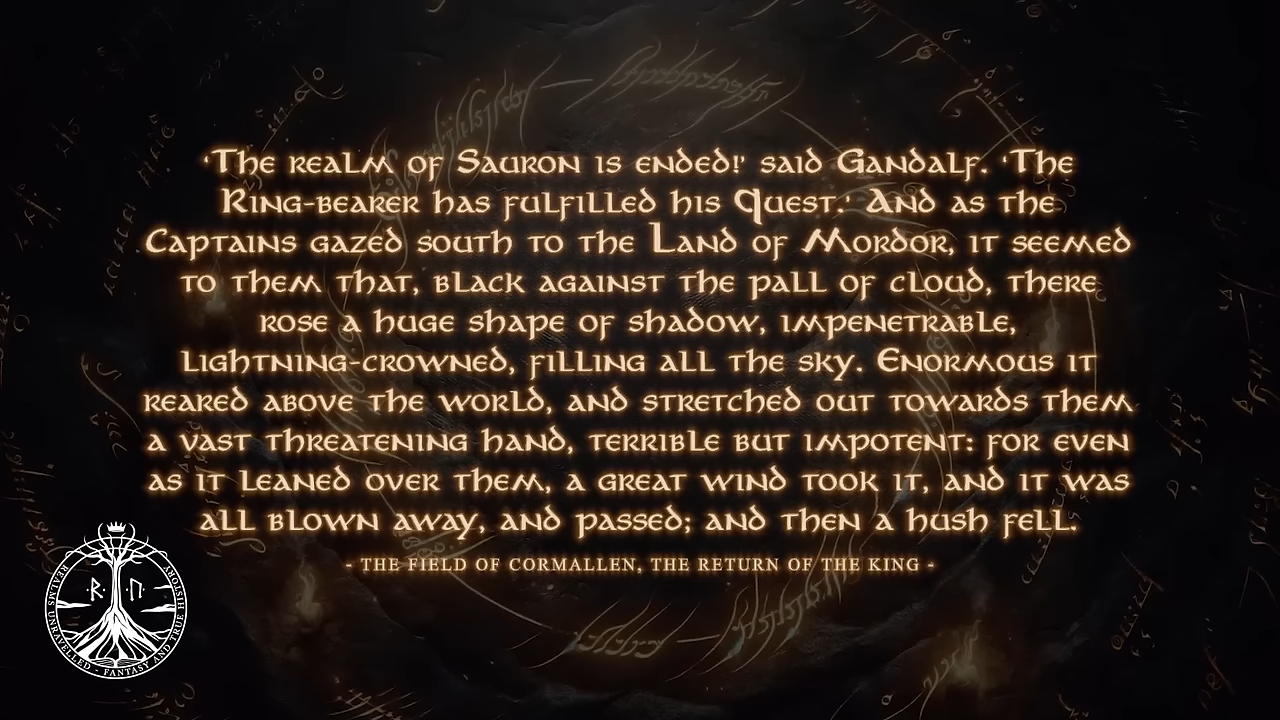 ‘The realm of Sauron is ended!’ said Gandalf. ‘The
Ring-bearer has fulfilled his Quest.’ And as the
Captains gazed south to the Land of Mordor, it seemed
to them that, black against the pall of cloud, there
rose a huge shape of shadow, impenetrable,
lightning-crowned, filling all the sky. Enormous it
reared above the world, and stretched out towards them
a vast threatening hand, terrible but impotent: for even
as it leaned over them, a great wind took it, and it was
all blown away, and passed; and then a hush fell.
- THE FIELD OF CORMALLEN, THE RETURN OF THE KING -
REALMS UNRAVELLED - FANTASY AND TRUE HISTORY
·ᚱ·ᚢ